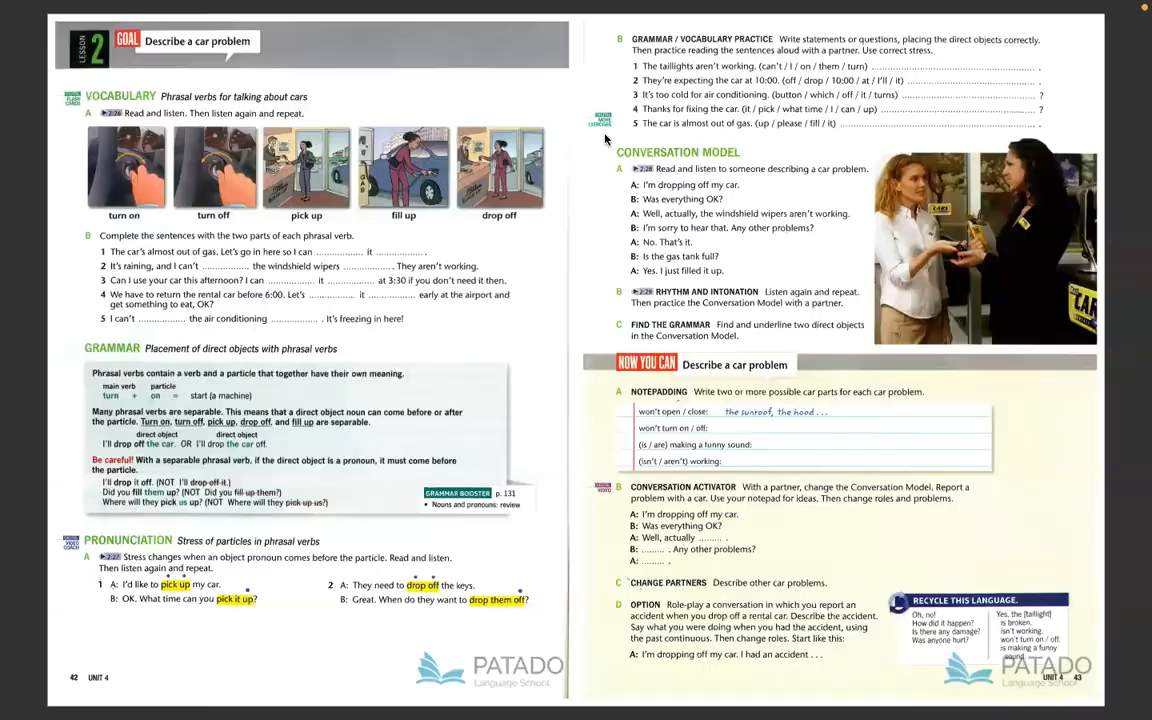 LESSON 2
GOAL Describe a car problem
FLASH CARDS
VOCABULARY Phrasal verbs for talking about cars
A 2:26 Read and listen. Then listen again and repeat.
GAS
turn on turn off pick up fill up drop off
B Complete the sentences with the two parts of each phrasal verb.
1 The car's almost out of gas. Let's go in here so I can ................. it ................. .
2 It's raining, and I can't ................. the windshield wipers ................. . They aren't working.
3 Can I use your car this afternoon? I can ................. it ................. at 3:30 if you don't need it then.
4 We have to return the rental car before 6:00. Let's ................. it ................. early at the airport and
get something to eat, OK?
5 I can't ................. the air conditioning ................. . It's freezing in here!
GRAMMAR Placement of direct objects with phrasal verbs
Phrasal verbs contain a verb and a particle that together have their own meaning.
main verb particle
turn + on = start (a machine)
Many phrasal verbs are separable. This means that a direct object noun can come before or after
the particle. Turn on, turn off, pick up, drop off, and fill up are separable.
direct object direct object
I'll drop off the car. OR I'll drop the car off.
Be careful! With a separable phrasal verb, if the direct object is a pronoun, it must come before
the particle.
I'll drop it off. (NOT I'll drop off it.)
Did you fill them up? (NOT Did you fill up them?)
Where will they pick us up? (NOT Where will they pick up us?)
GRAMMAR BOOSTER p. 131
• Nouns and pronouns: review
DIGITAL VIDEO COACH
PRONUNCIATION Stress of particles in phrasal verbs
A 2:27 Stress changes when an object pronoun comes before the particle. Read and listen.
Then listen again and repeat.
1 A: I'd like to pick up my car.
B: OK. What time can you pick it up?
2 A: They need to drop off the keys.
B: Great. When do they want to drop them off?
42 UNIT 4
PATADO
Language School
B GRAMMAR / VOCABULARY PRACTICE Write statements or questions, placing the direct objects correctly.
Then practice reading the sentences aloud with a partner. Use correct stress.
1 The taillights aren't working. (can't / I / on / them / turn) ................. .
2 They're expecting the car at 10:00. (off / drop / 10:00 / at / I'll / it) ................. .
3 It's too cold for air conditioning. (button / which / off / it / turns) ................. ?
4 Thanks for fixing the car. (it / pick / what time / I / can / up) ................. ?
5 The car is almost out of gas. (up / please / fill / it) ................. .
MORE EXERCISES
CONVERSATION MODEL
A 2:28 Read and listen to someone describing a car problem.
A: I'm dropping off my car.
B: Was everything OK?
A: Well, actually, the windshield wipers aren't working.
B: I'm sorry to hear that. Any other problems?
A: No. That's it.
B: Is the gas tank full?
A: Yes. I just filled it up.
B 2:29 RHYTHM AND INTONATION Listen again and repeat.
Then practice the Conversation Model with a partner.
C FIND THE GRAMMAR Find and underline two direct objects
in the Conversation Model.
NOW YOU CAN Describe a car problem
A NOTEPADDING Write two or more possible car parts for each car problem.
won't open / close: the sunroof, the hood . . .
won't turn on / off:
(is / are) making a funny sound:
(isn't / aren't) working:
VIDEO
B CONVERSATION ACTIVATOR With a partner, change the Conversation Model. Report a
problem with a car. Use your notepad for ideas. Then change roles and problems.
A: I'm dropping off my car.
B: Was everything OK?
A: Well, actually ......... .
B: ......... . Any other problems?
A: ......... .
C CHANGE PARTNERS Describe other car problems.
D OPTION Role-play a conversation in which you report an
accident when you drop off a rental car. Describe the accident.
Say what you were doing when you had the accident, using
the past continuous. Then change roles. Start like this:
A: I'm dropping off my car. I had an accident . . .
RECYCLE THIS LANGUAGE.
Oh, no!
How did it happen?
Is there any damage?
Was anyone hurt?
Yes, the [taillight]
is broken.
isn't working.
won't turn on / off.
is making a funny
sound.
PATADO
Language School
UNIT 4 43